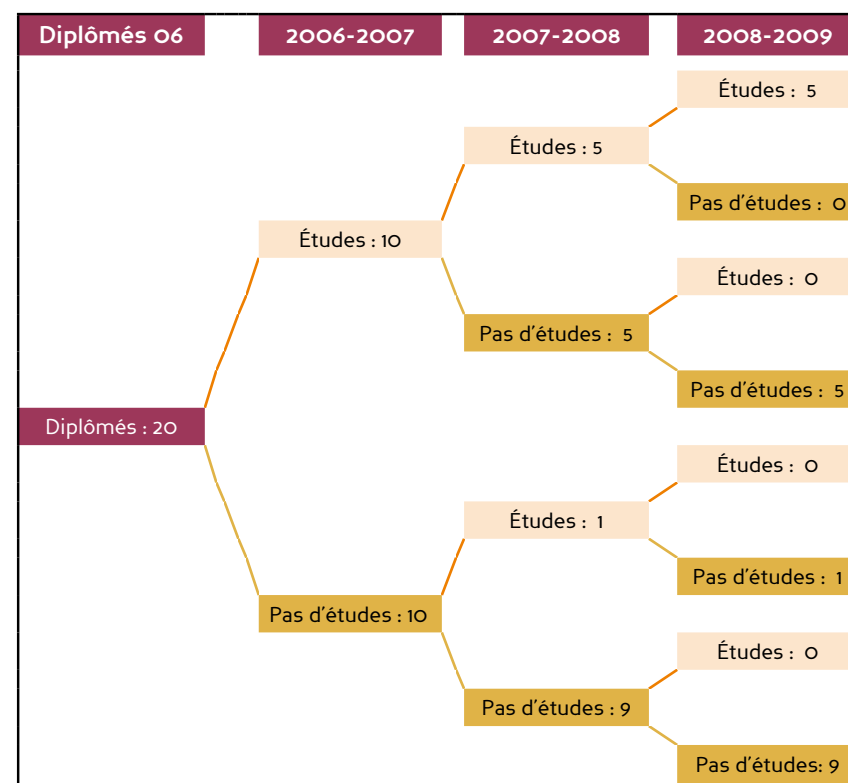 Diplômés 06 2006-2007 2007-2008 2008-2009
Études : 5
Études : 5
Pas d'études : 0
Études : 10
Études : 0
Pas d'études : 5
Pas d'études : 5
Diplômés : 20
Études : 0
Études : 1
Pas d'études : 1
Pas d'études : 10
Études : 0
Pas d'études : 9
Pas d'études: 9